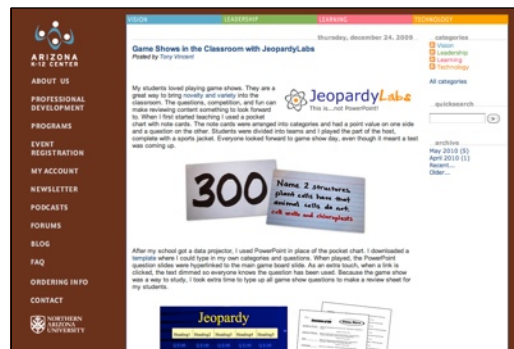 VISION
LEADERSHIP
LEARNING
TECHNOLOGY
ARIZONA
K-12 CENTER
ABOUT US
PROFESSIONAL
DEVELOPMENT
PROGRAMS
EVENT
REGISTRATION
MY ACCOUNT
NEWSLETTER
PODCASTS
FORUMS
BLOG
FAQ
ORDERING INFO
CONTACT
NORTHERN
ARIZONA
UNIVERSITY
thursday, december 24, 2009
Game Shows in the Classroom with JeopardyLabs
Posted by Tony Vincent
My students loved playing game shows. They are a
great way to bring novelty and variety into the
classroom. The questions, competition, and fun can
make reviewing content something to look forward
to. When I first started teaching I used a pocket
chart with note cards. The note cards were arranged into categories and had a point value on one side
and a question on the other. Students were divided into teams and I played the part of the host,
complete with a sports jacket. Everyone looked forward to game show day, even though it meant a test
was coming up.
JeopardyLabs
This is...not PowerPoint!
300
Name 2 structures
plant cells have that
animal cells do not.
cell walls and chloroplasts
After my school got a data projector, I used PowerPoint in place of the pocket chart. I downloaded a
template where I could type in my own categories and questions. When played, the PowerPoint
question slides were hyperlinked to the main game board slide. As an extra touch, when a link is
clicked, the text dimmed so everyone knows the question has been used. Because the game show
was a way to study, I took extra time to type up all game show questions to make a review sheet for
my students.
Jeopardy
categories
Vision
Leadership
Learning
Technology
All categories
quicksearch
>
archive
May 2010 (5)
April 2010 (1)
Recent...
Older...